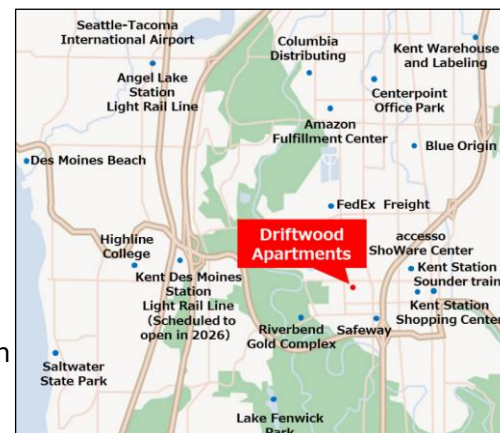 Seattle-Tacoma
International Airport
Angel Lake
Station
Light Rail Line
Columbia
Distributing
Kent Warehouse
and Labeling
Centerpoint
Office Park
Amazon
Fulfillment Center
Blue Origin
Des Moines Beach
FedEx Freight
Driftwood
Apartments
accesso
ShoWare Center
Highline
College
Kent Des Moines
Station
Light Rail Line
(Scheduled to
open in 2026)
Kent Station
Sounder train
Kent Station
Shopping Center
Riverbend
Gold Complex
Safeway
Saltwater
State Park
Lake Fenwick
Park